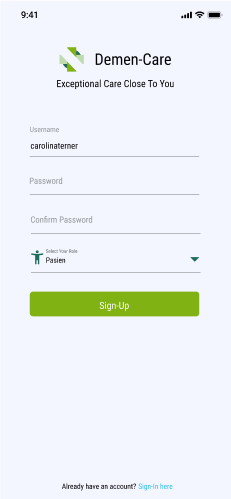 9:41
Demen-Care
Exceptional Care Close To You
Username
carolinaterner
Password
Confirm Password
Select Your Role
Pasien
Sign-Up
Already have an account? Sign-In here